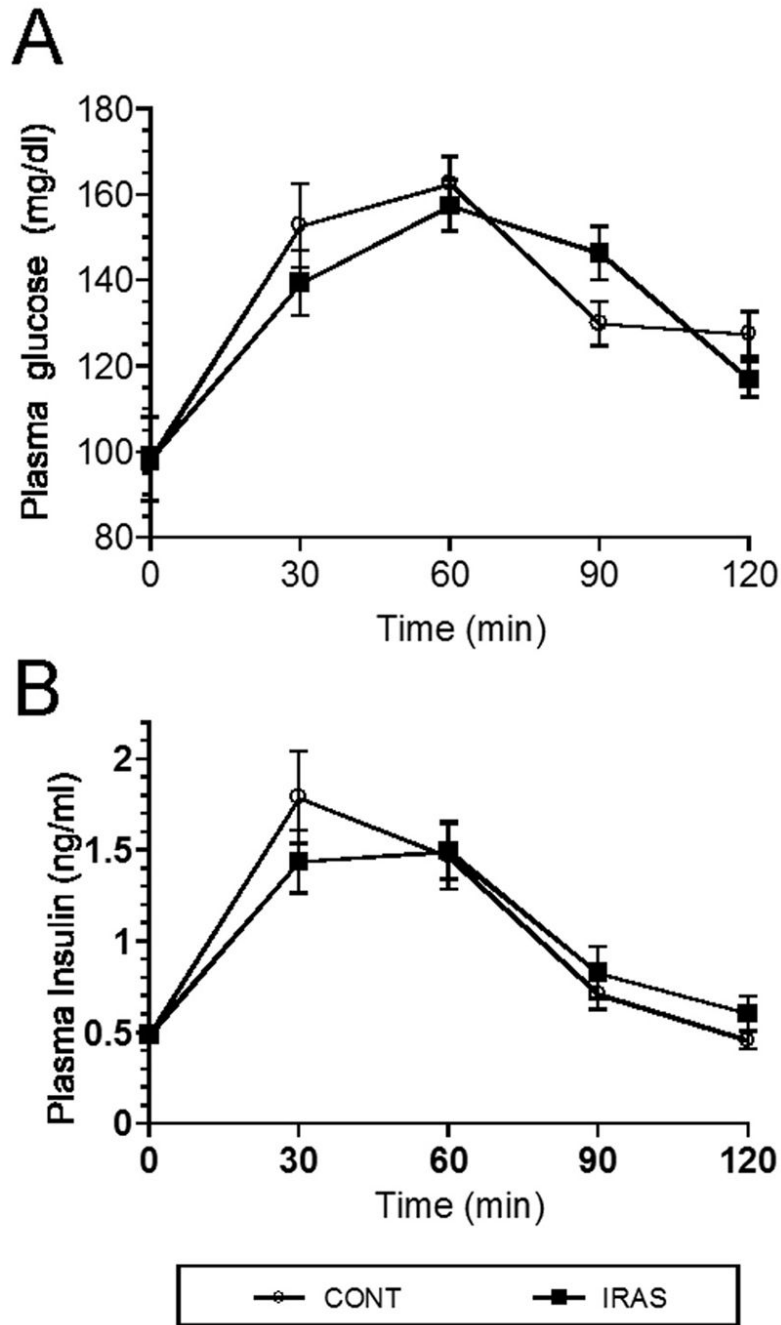 A
Plasma glucose (mg/dl)
180
160
140
120
100
80
0 30 60 90 120
Time (min)
B
Plasma Insulin (ng/ml)
2
1.5
1
0.5
0
0 30 60 90 120
Time (min)
CONT IRAS